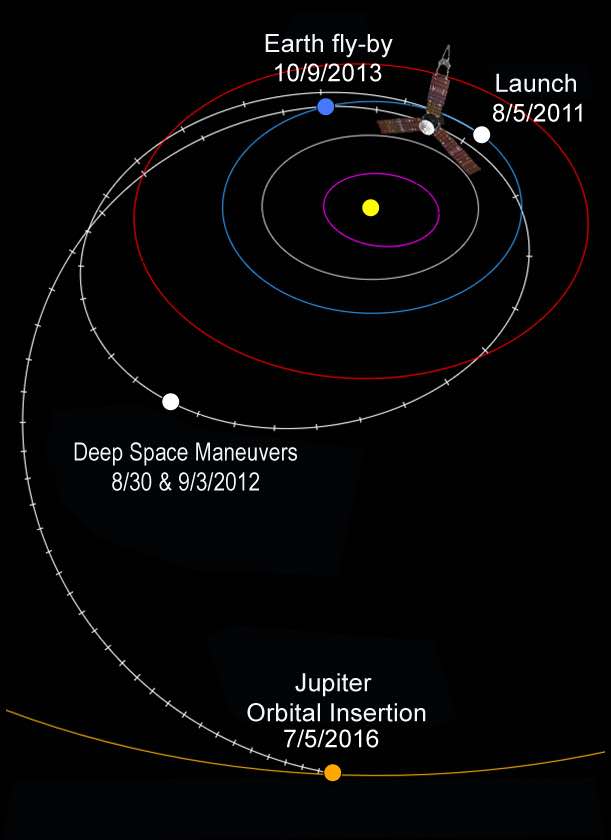 Earth fly-by
10/9/2013
Launch
8/5/2011
Deep Space Maneuvers
8/30 & 9/3/2012
Jupiter
Orbital Insertion
7/5/2016